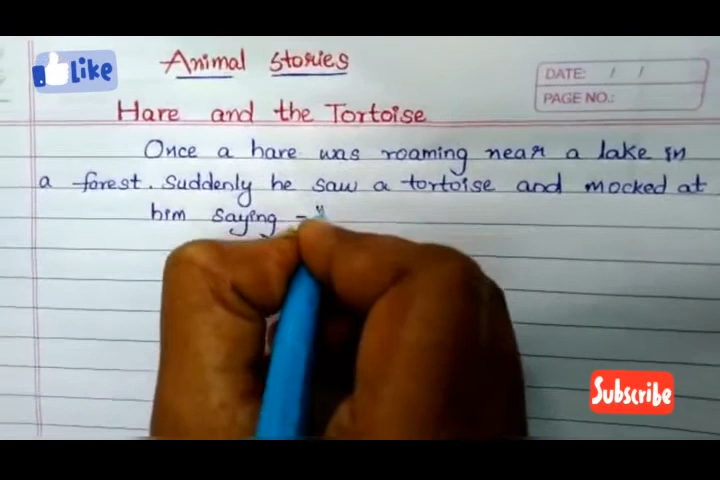 Like
Animal Stories
DATE: / /
PAGE NO.:
Hare and the Tortoise
Once a hare was roaming near a lake in
a forest. Suddenly he saw a tortoise and mocked at
him saying - "
Subscribe